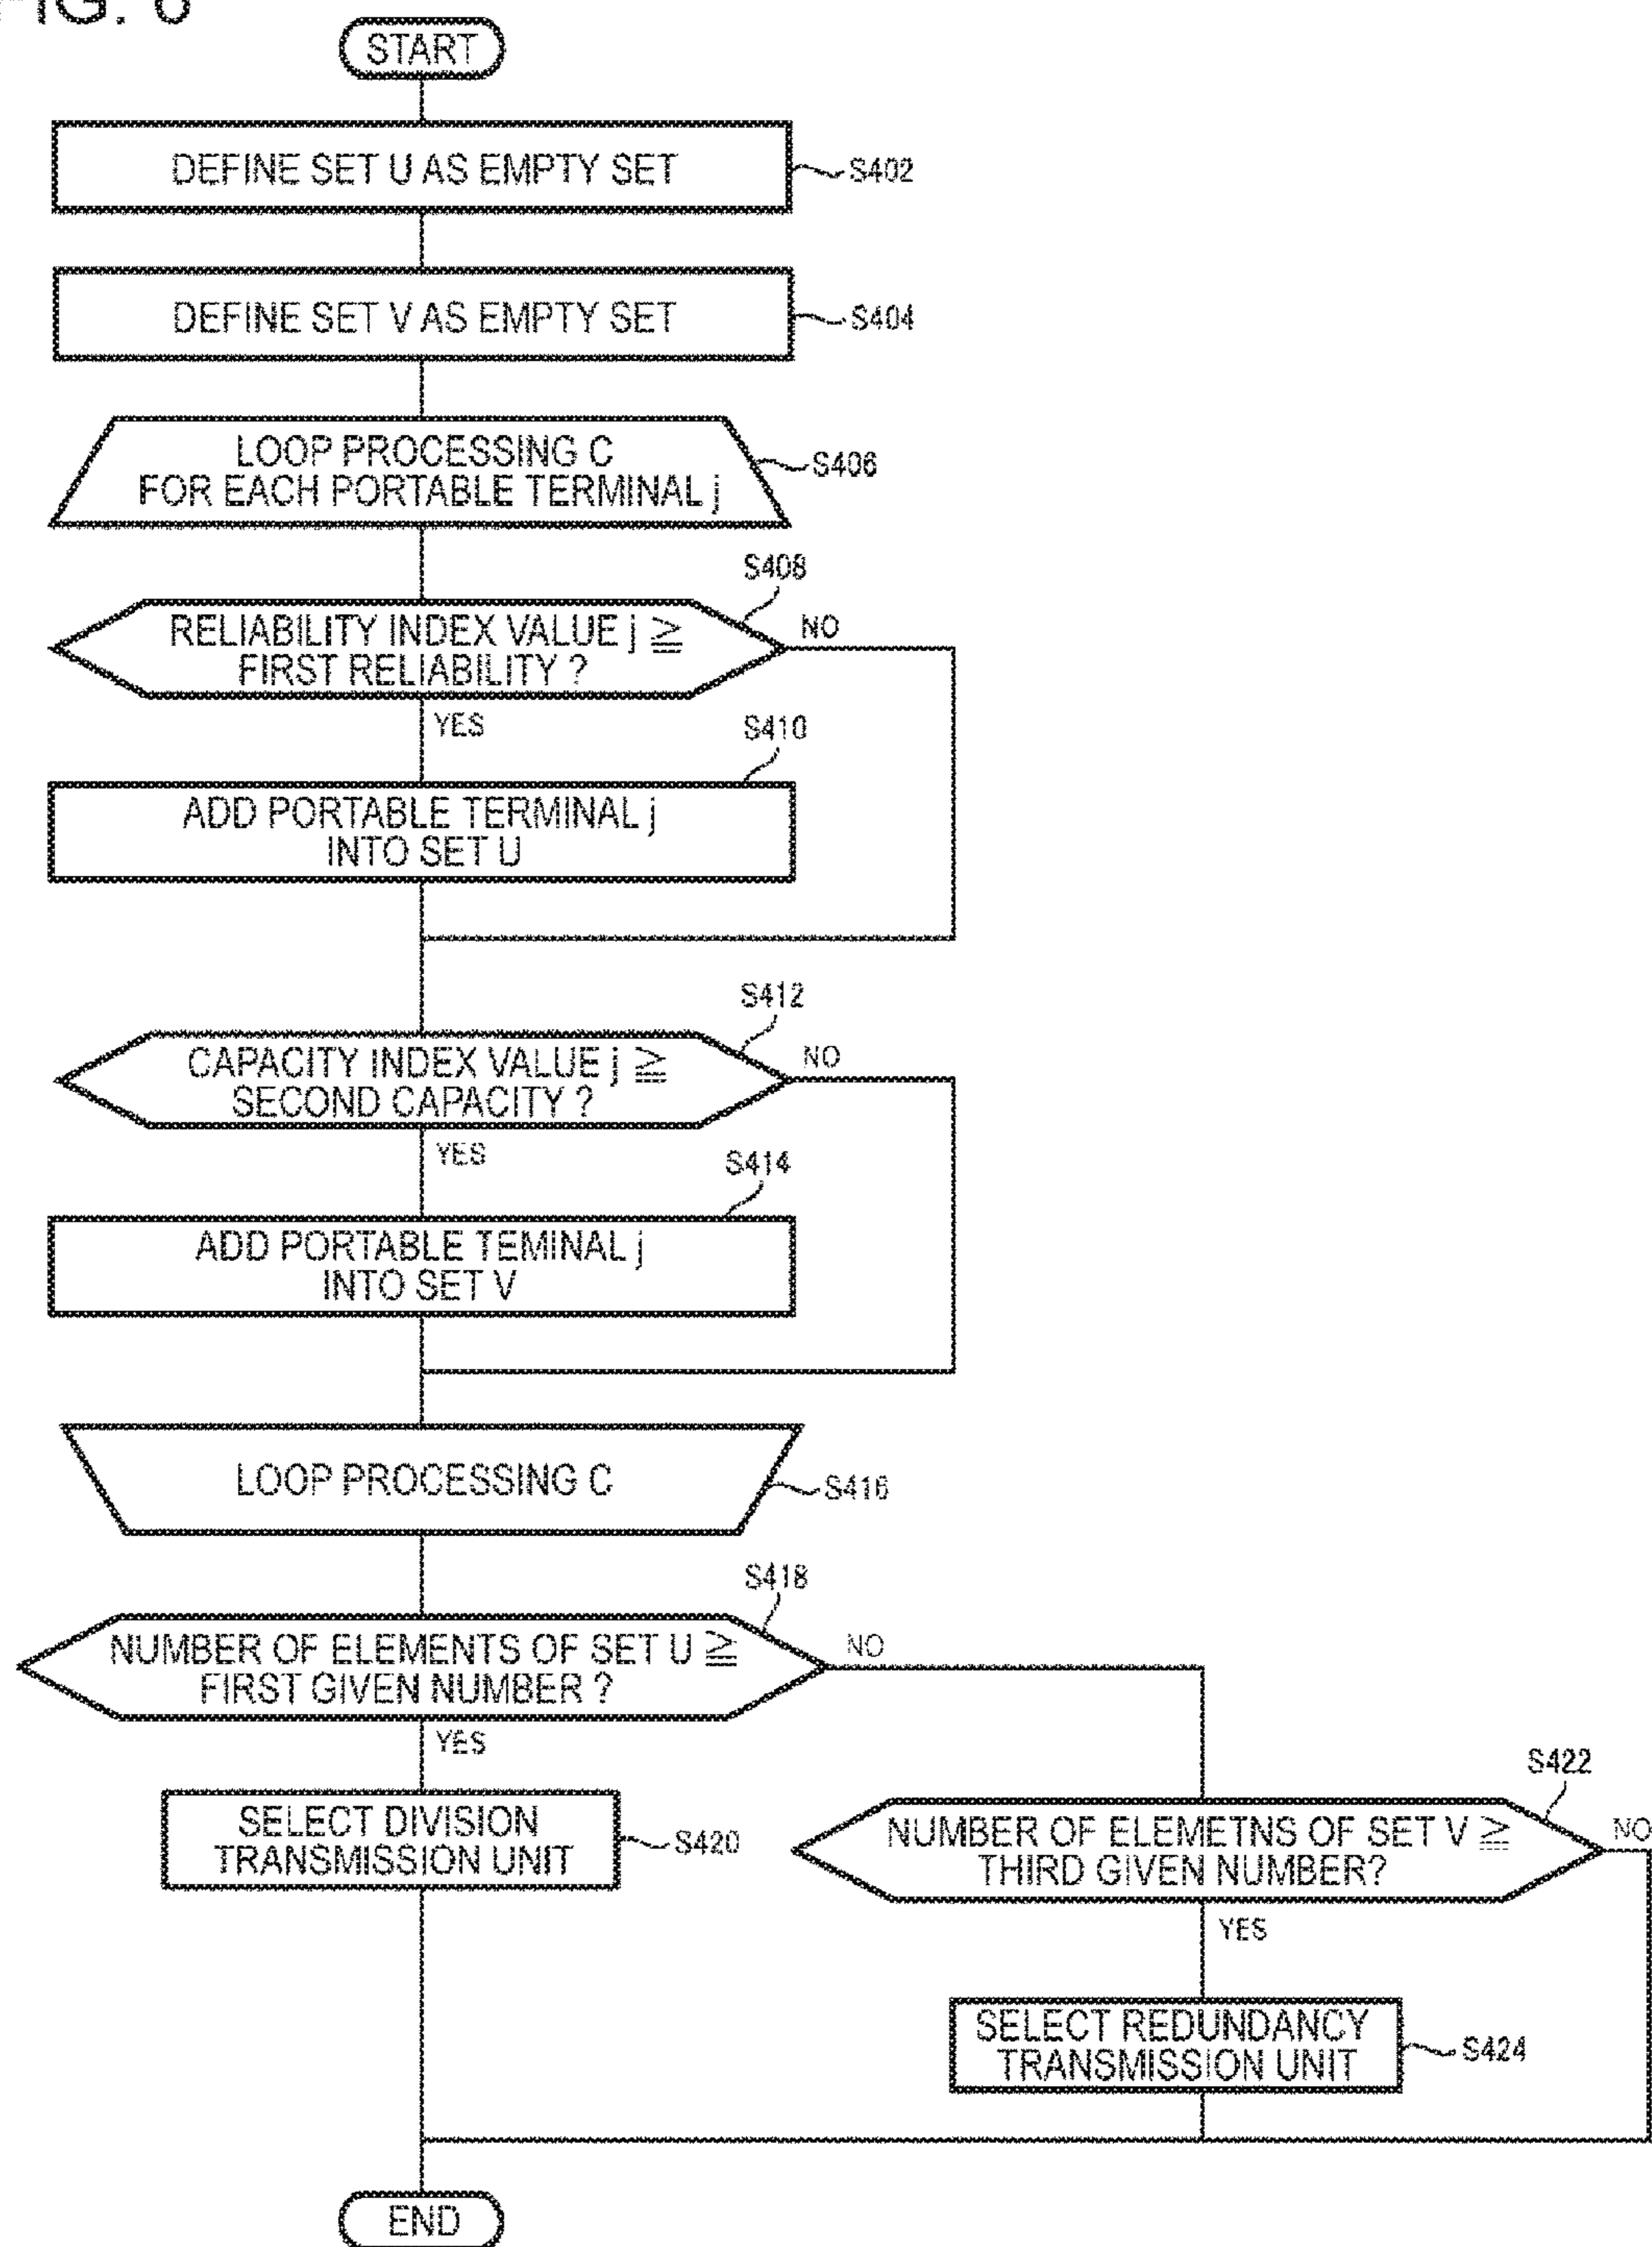 FIG. 6
START
DEFINE SET U AS EMPTY SET
S402
DEFINE SET V AS EMPTY SET
S404
LOOP PROCESSING C
FOR EACH PORTABLE TERMINAL j
S406
S408
RELIABILITY INDEX VALUE j ≧
FIRST RELIABILITY ?
NO
YES
S410
ADD PORTABLE TERMINAL j
INTO SET U
S412
CAPACITY INDEX VALUE j ≧
SECOND CAPACITY ?
NO
YES
S414
ADD PORTABLE TEMINAL j
INTO SET V
LOOP PROCESSING C
S416
S418
NUMBER OF ELEMENTS OF SET U ≧
FIRST GIVEN NUMBER ?
NO
YES
SELECT DIVISION
TRANSMISSION UNIT
S420
S422
NUMBER OF ELEMETNS OF SET V ≧
THIRD GIVEN NUMBER?
NO
YES
SELECT REDUNDANCY
TRANSMISSION UNIT
S424
END